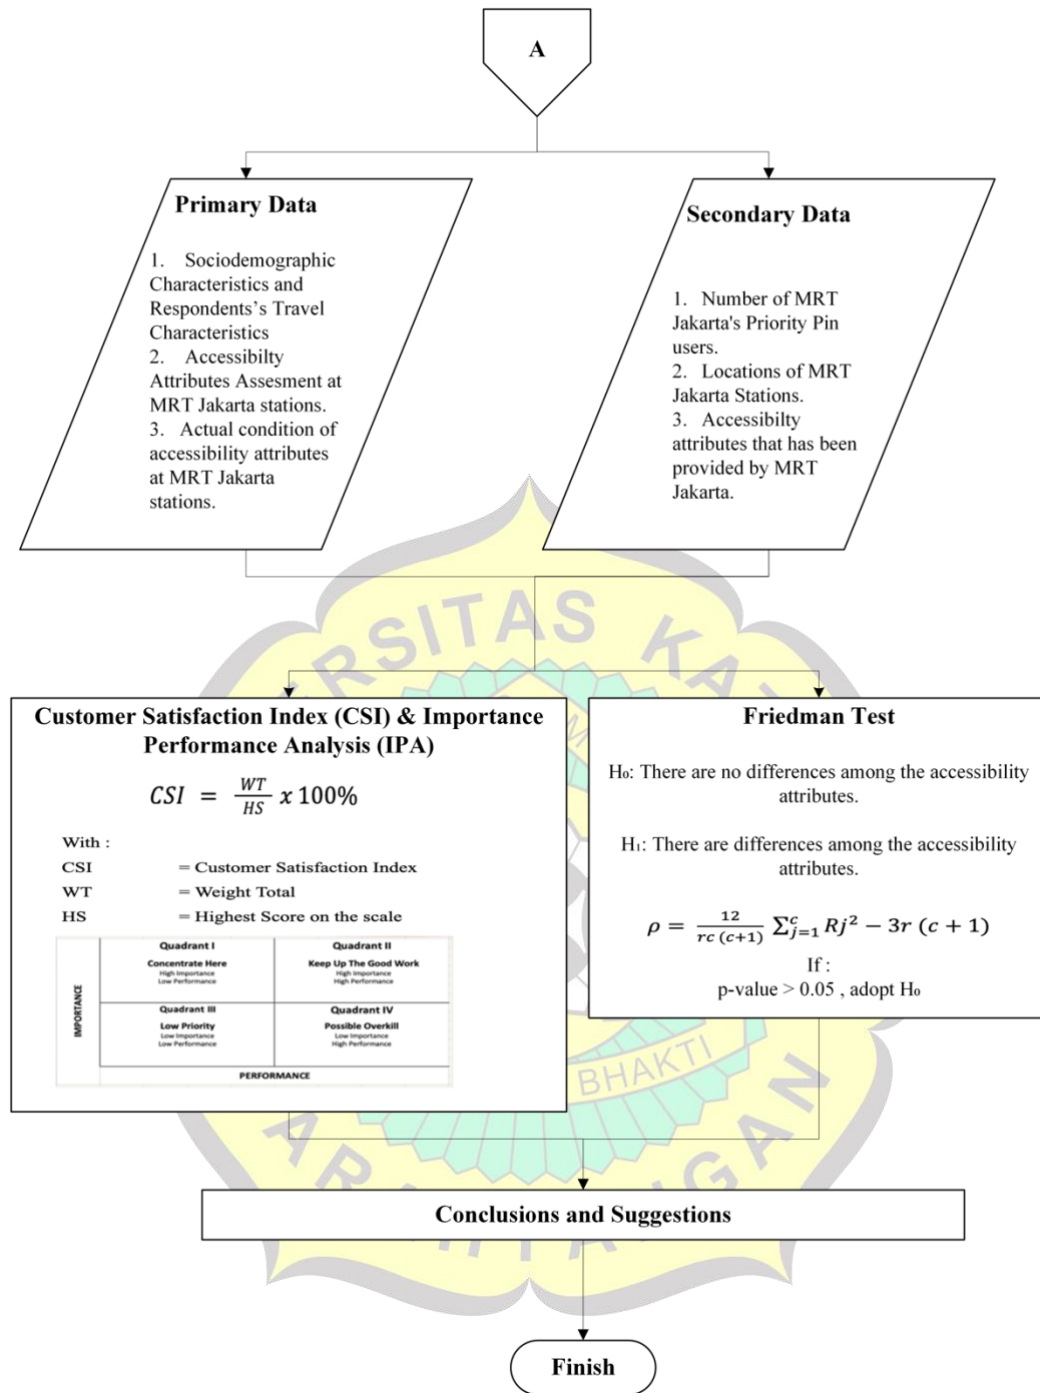 A
Primary Data
1. Sociodemographic
Characteristics and
Respondents's Travel
Characteristics
2. Accessibilty
Attributes Assesment at
MRT Jakarta stations.
3. Actual condition of
accessibility attributes
at MRT Jakarta
stations.
Secondary Data
1. Number of MRT
Jakarta's Priority Pin
users.
2. Locations of MRT
Jakarta Stations.
3. Accessibilty
attributes that has been
provided by MRT
Jakarta.
RSITAS KA
Customer Satisfaction Index (CSI) & Importance
Performance Analysis (IPA)
CSI = WT/HS x 100%
With :
CSI = Customer Satisfaction Index
WT = Weight Total
HS = Highest Score on the scale
IMPORTANCE
Quadrant I
Concentrate Here
High Importance
Low Performance
Quadrant II
Keep Up The Good Work
High Importance
High Performance
Quadrant III
Low Priority
Low Importance
Low Performance
Quadrant IV
Possible Overkill
Low Importance
High Performance
PERFORMANCE
Friedman Test
H₀: There are no differences among the accessibility
attributes.
H₁: There are differences among the accessibility
attributes.
ρ = 12/rc (c+1) ∑ⱼ₌₁ᶜ Rj² − 3r (c + 1)
If :
p-value > 0.05 , adopt H₀
BHAKTI
Conclusions and Suggestions
Finish